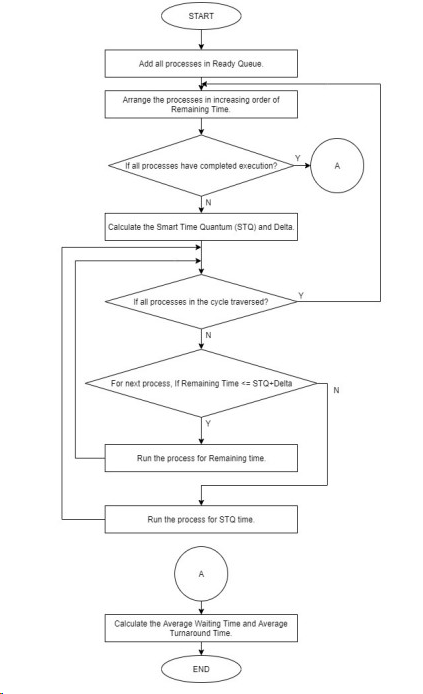 START
Add all processes in Ready Queue.
Arrange the processes in increasing order of
Remaining Time.
If all processes have completed execution?
Y
A
N
Calculate the Smart Time Quantum (STQ) and Delta.
If all processes in the cycle traversed?
Y
N
For next process, If Remaining Time <= STQ+Delta
N
Y
Run the process for Remaining time.
Run the process for STQ time.
A
Calculate the Average Waiting Time and Average
Turnaround Time.
END